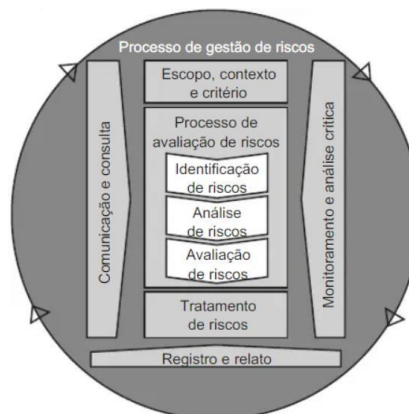 Processo de gestão de riscos
Escopo, contexto
e critério
Comunicação e consulta
Processo de
avaliação de riscos
Identificação
de riscos
Análise
de riscos
Avaliação
de riscos
Monitoramento e análise crítica
Tratamento
de riscos
Registro e relato